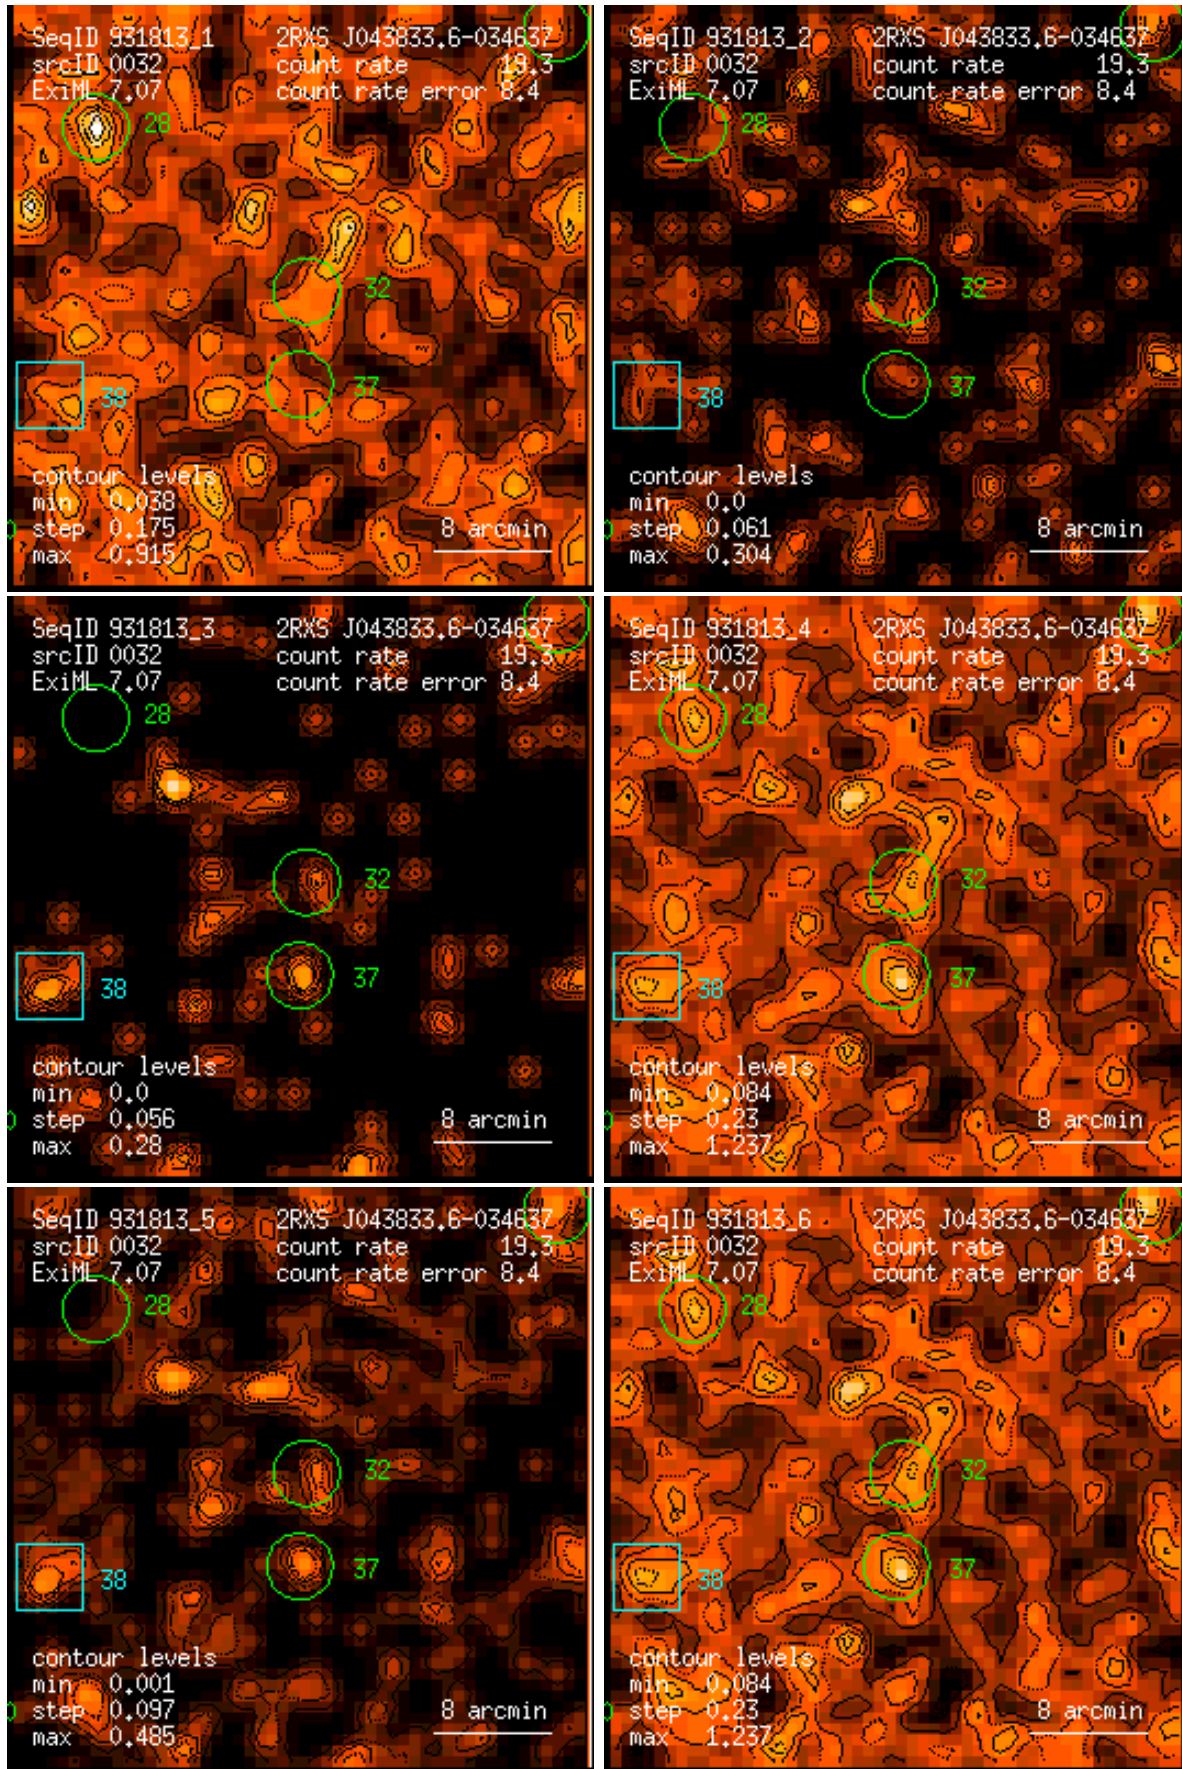 SeqID 931813_1 2RXS J043833.6-034637
srcID 0032 count rate 19.3
ExiML 7.07 count rate error 8.4
28
32
37
38
contour levels
min 0.038
step 0.175 8 arcmin
max 0.915
SeqID 931813_2 2RXS J043833.6-034637
srcID 0032 count rate 19.3
ExiML 7.07 count rate error 8.4
28
32
37
38
contour levels
min 0.0
step 0.061 8 arcmin
max 0.304
SeqID 931813_3 2RXS J043833.6-034637
srcID 0032 count rate 19.3
ExiML 7.07 count rate error 8.4
28
32
37
38
contour levels
min 0.0
step 0.056 8 arcmin
max 0.28
SeqID 931813_4 2RXS J043833.6-034637
srcID 0032 count rate 19.3
ExiML 7.07 count rate error 8.4
28
32
37
38
contour levels
min 0.084
step 0.23 8 arcmin
max 1.237
SeqID 931813_5 2RXS J043833.6-034637
srcID 0032 count rate 19.3
ExiML 7.07 count rate error 8.4
28
32
37
38
contour levels
min 0.001
step 0.097 8 arcmin
max 0.485
SeqID 931813_6 2RXS J043833.6-034637
srcID 0032 count rate 19.3
ExiML 7.07 count rate error 8.4
28
32
37
38
contour levels
min 0.084
step 0.23 8 arcmin
max 1.237